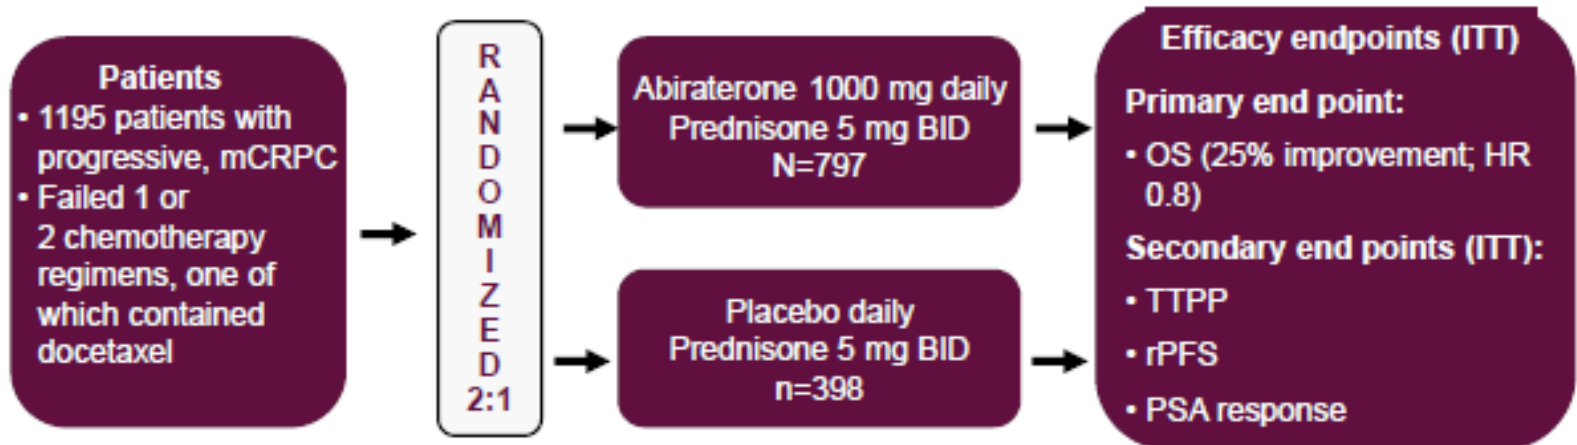 Patients
• 1195 patients with
progressive, mCRPC
• Failed 1 or
2 chemotherapy
regimens, one of
which contained
docetaxel
RANDOMIZED
2:1
Abiraterone 1000 mg daily
Prednisone 5 mg BID
N=797
Placebo daily
Prednisone 5 mg BID
n=398
Efficacy endpoints (ITT)
Primary end point:
• OS (25% improvement; HR
0.8)
Secondary end points (ITT):
• TTPP
• rPFS
• PSA response